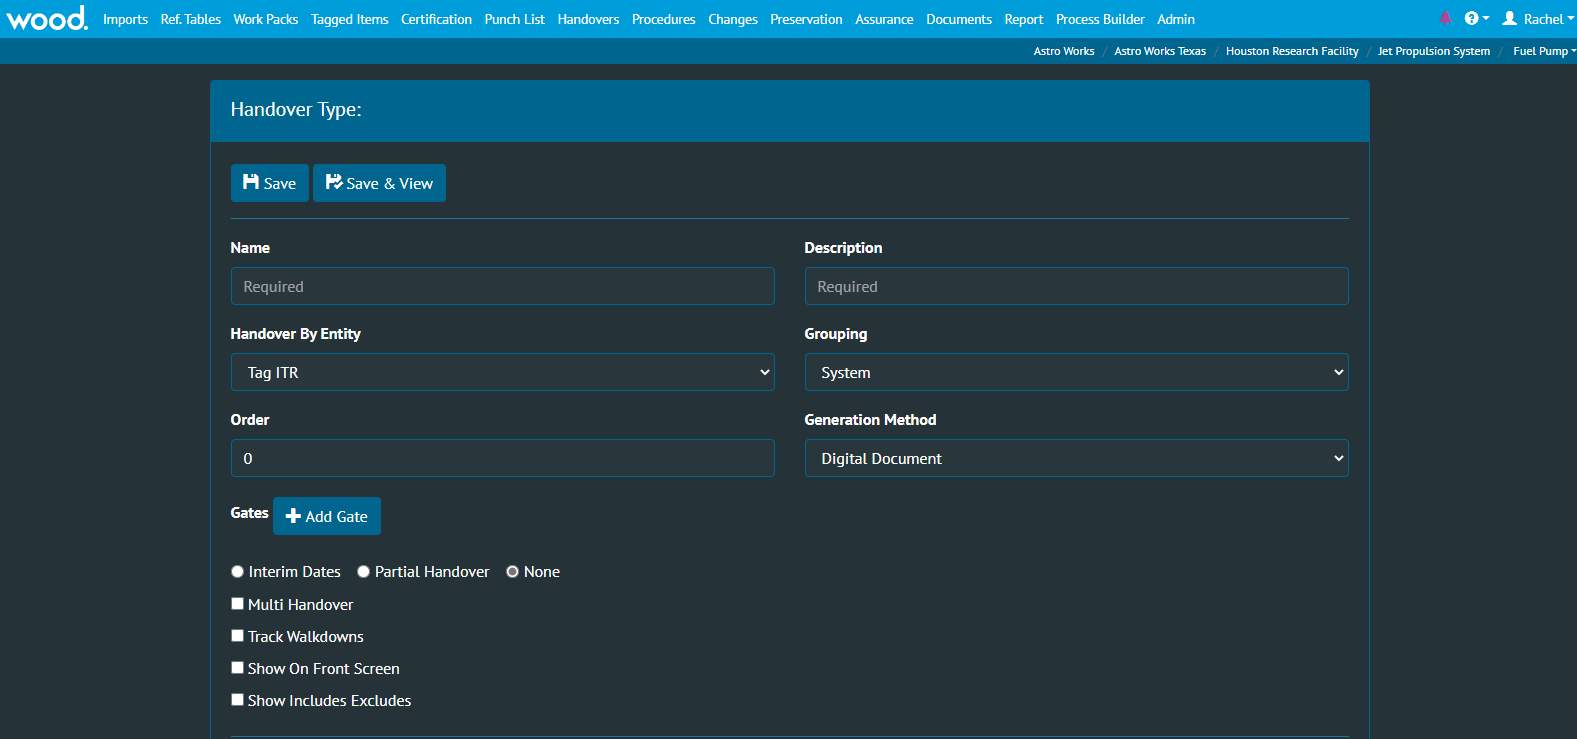 wood. Imports Ref. Tables Work Packs Tagged Items Certification Punch List Handovers Procedures Changes Preservation Assurance Documents Report Process Builder Admin ? Rachel
Astro Works / Astro Works Texas / Houston Research Facility / Jet Propulsion System / Fuel Pump
Handover Type:
Save Save & View
Name Description
Required Required
Handover By Entity Grouping
Tag ITR System
Order Generation Method
0 Digital Document
Gates Add Gate
Interim Dates Partial Handover None
Multi Handover
Track Walkdowns
Show On Front Screen
Show Includes Excludes